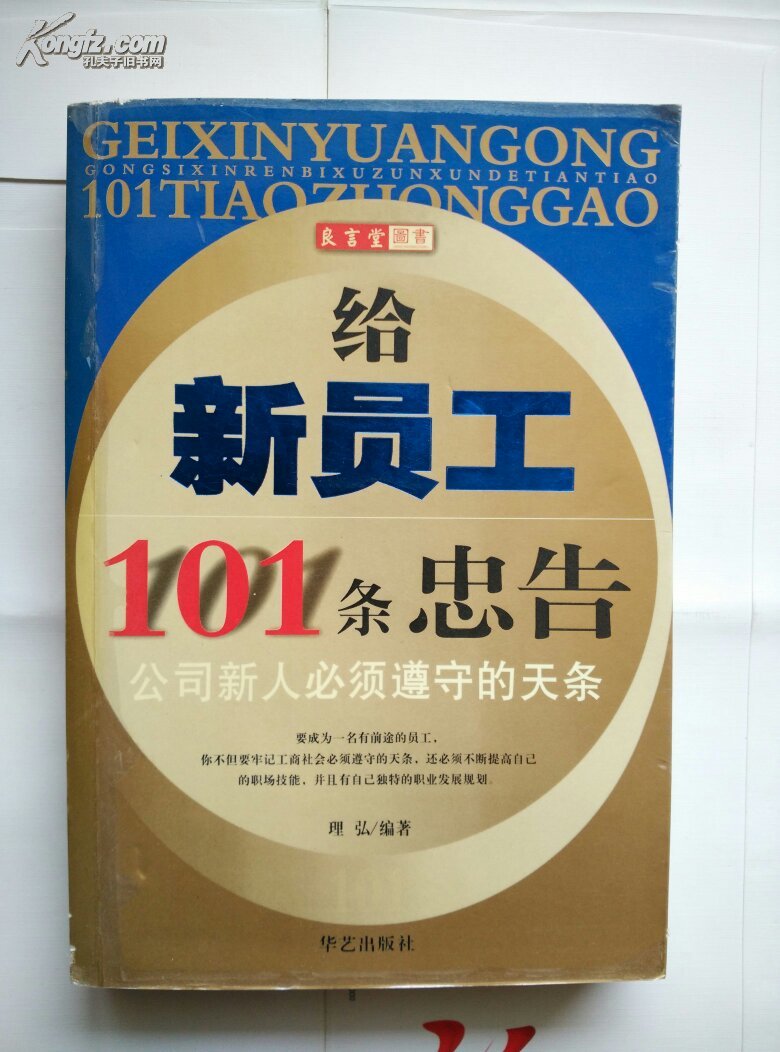 Kongfz.com
孔夫子旧书网
GEIXINYUANGONG
GONGSIXINRENBIXUZUNXUNDETIANTIAO
101TIAOZHONGGAO
良言堂圖書
给
新员工
101条忠告
公司新人必须遵守的天条
要成为一名有前途的员工，
你不但要牢记工商社会必须遵守的天条，还必须不断提高自己
的职场技能，并且有自己独特的职业发展规划。
理 弘/编著
101
华艺出版社